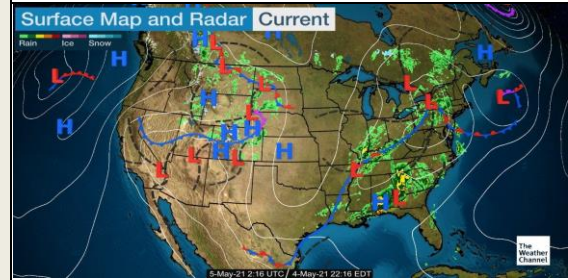 Surface Map and Radar Current
Rain Ice Snow
H L
H L H
L L L
H L L
L
H H H
H L L H
L L
H L
L
The
Weather
Channel
5-May-21 2:16 UTC / 4-May-21 22:16 EDT